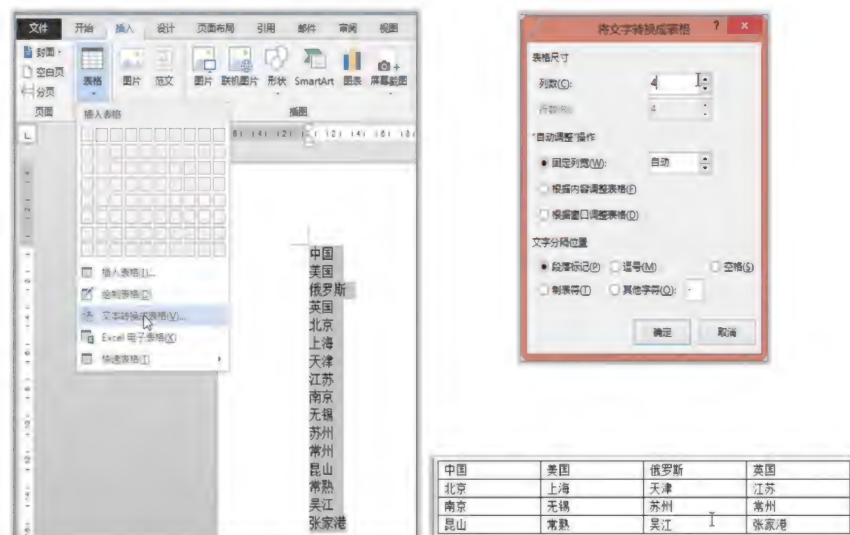 文件 开始 插入 设计 页面布局 引用 邮件 审阅 视图
封面
空白页
分页
表格 图片 范文 图片 联机图片 形状 SmartArt 图表 屏幕截图
页面 插图
插入表格
插入表格(I)...
绘制表格(D)
文字转换成表格(V)...
Excel 电子表格(X)
快速表格(T)
中国
美国
俄罗斯
英国
北京
上海
天津
江苏
南京
无锡
苏州
常州
昆山
常熟
吴江
张家港
将文字转换成表格 ?
表格尺寸
列数(C): 4
行数(R): 4
"自动调整"操作
固定列宽(W): 自动
根据内容调整表格(F)
根据窗口调整表格(D)
文字分隔位置
段落标记(P) 逗号(M) 空格(S)
制表符(T) 其他字符(O): -
确定 取消
中国 美国 俄罗斯 英国
北京 上海 天津 江苏
南京 无锡 苏州 常州
昆山 常熟 吴江 张家港